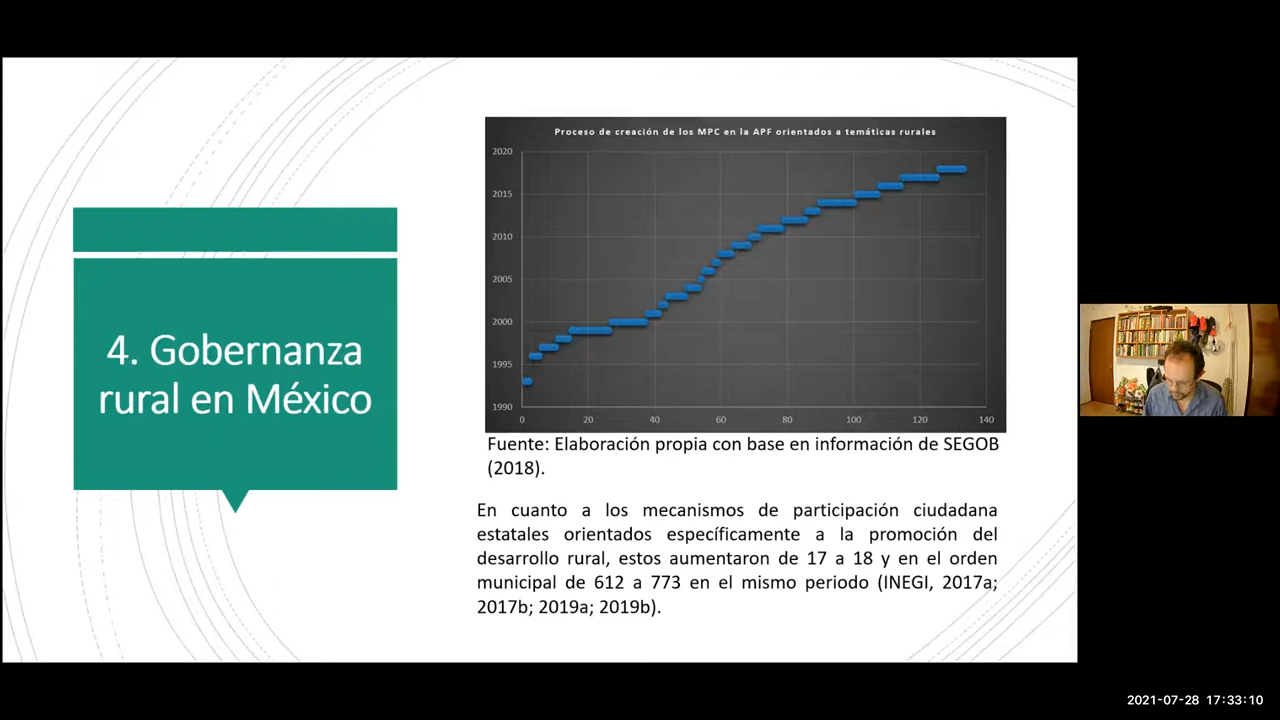 4. Gobernanza
rural en México
Proceso de creación de los MPC en la APF orientados a temáticas rurales
2020
2015
2010
2005
2000
1995
1990
0 20 40 60 80 100 120 140
Fuente: Elaboración propia con base en información de SEGOB
(2018).
En cuanto a los mecanismos de participación ciudadana
estatales orientados específicamente a la promoción del
desarrollo rural, estos aumentaron de 17 a 18 y en el orden
municipal de 612 a 773 en el mismo periodo (INEGI, 2017a;
2017b; 2019a; 2019b).
2021-07-28 17:33:10